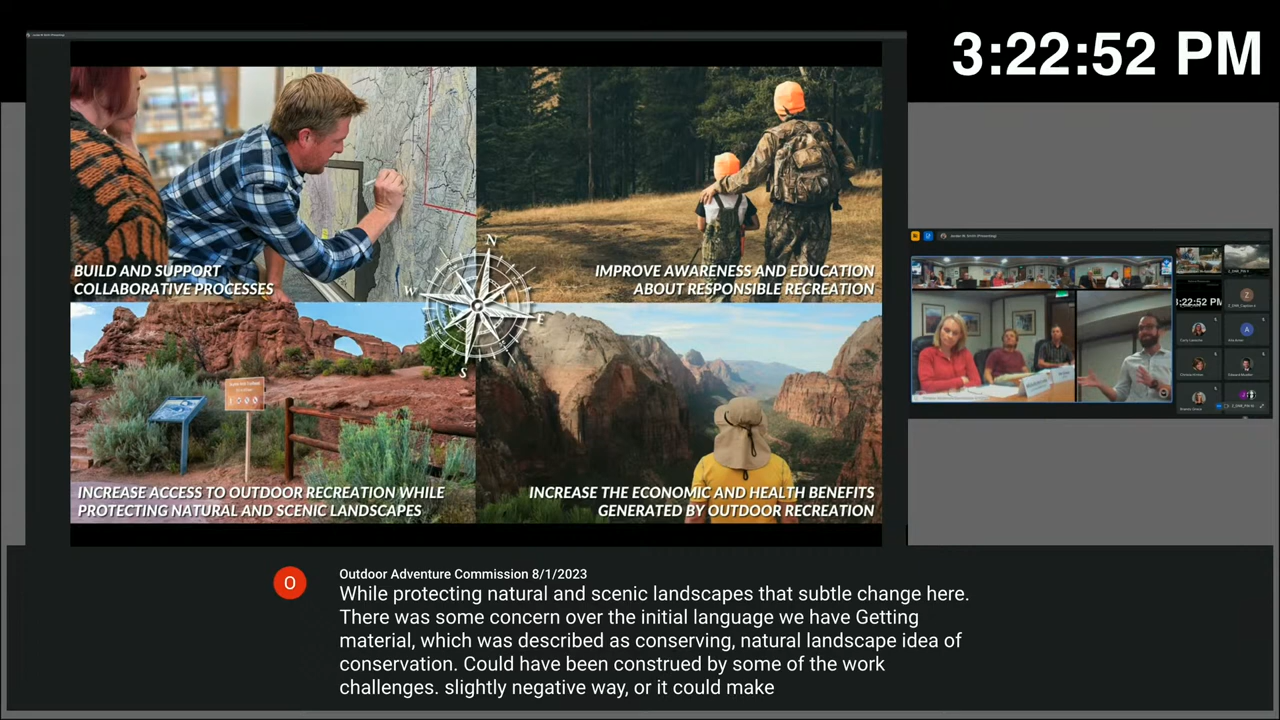 3:22:52 PM
BUILD AND SUPPORT
COLLABORATIVE PROCESSES
IMPROVE AWARENESS AND EDUCATION
ABOUT RESPONSIBLE RECREATION
N
W
E
S
INCREASE ACCESS TO OUTDOOR RECREATION WHILE
PROTECTING NATURAL AND SCENIC LANDSCAPES
INCREASE THE ECONOMIC AND HEALTH BENEFITS
GENERATED BY OUTDOOR RECREATION
:22:52 PM
Z
A
O
Outdoor Adventure Commission 8/1/2023
While protecting natural and scenic landscapes that subtle change here.
There was some concern over the initial language we have Getting
material, which was described as conserving, natural landscape idea of
conservation. Could have been construed by some of the work
challenges. slightly negative way, or it could make